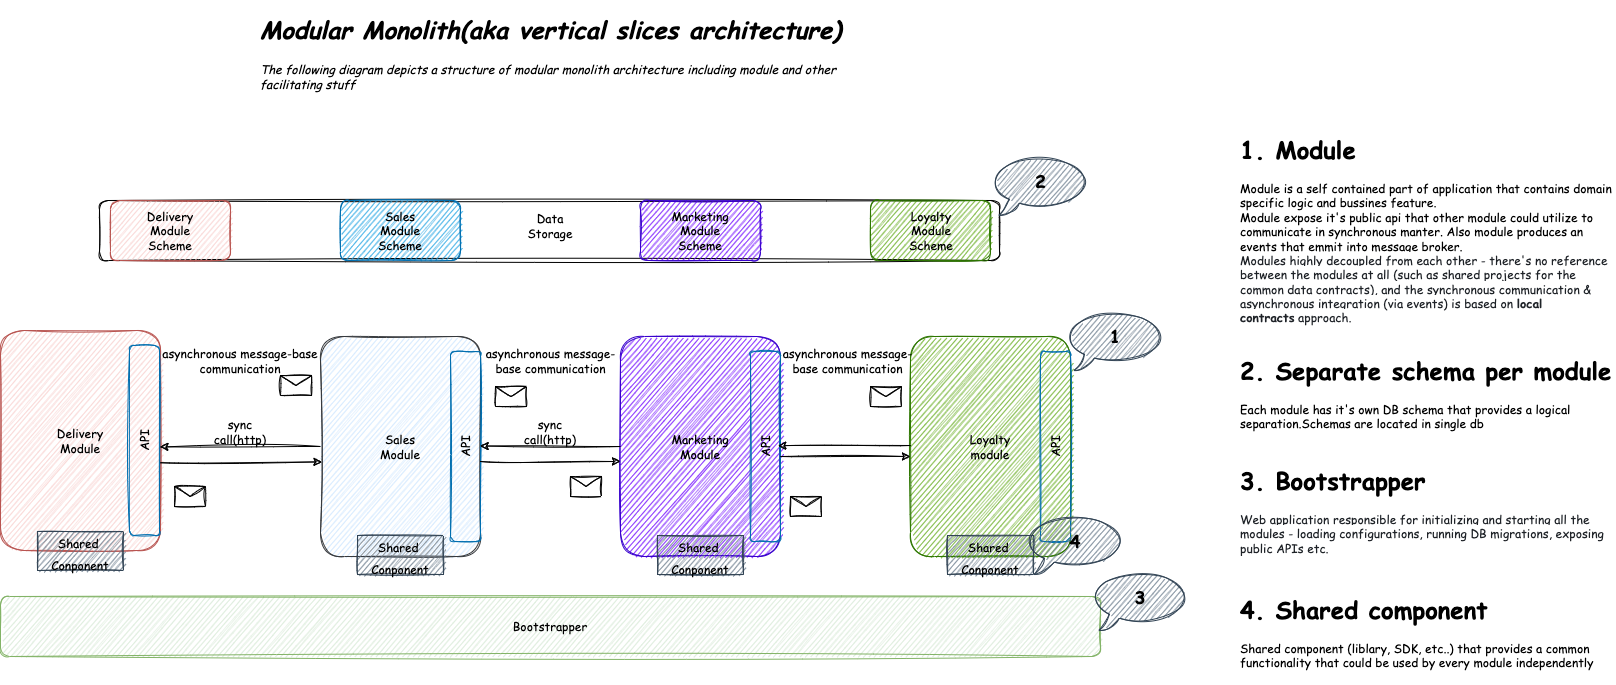 Modular Monolith(aka vertical slices architecture)
The following diagram depicts a structure of modular monolith architecture including module and other
facilitating stuff
2
Delivery
Module
Scheme
Sales
Module
Scheme
Data
Storage
Marketing
Module
Scheme
Loyalty
Module
Scheme
1
asynchronous message-base
communication
asynchronous message-
base communication
asynchronous message-
base communication
sync
call(http)
sync
call(http)
Delivery
Module
API
Sales
Module
API
Marketing
Module
API
Loyalty
module
API
Shared
Conponent
Shared
Conponent
Shared
Conponent
Shared
Conponent
4
3
Bootstrapper
1. Module
Module is a self contained part of application that contains domain
specific logic and bussines feature.
Module expose it's public api that other module could utilize to
communicate in synchronous manter. Also module produces an
events that emmit into message broker.
Modules highly decoupled from each other - there's no reference
between the modules at all (such as shared projects for the
common data contracts), and the synchronous communication &
asynchronous integration (via events) is based on local
contracts approach.
2. Separate schema per module
Each module has it's own DB schema that provides a logical
separation.Schemas are located in single db
3. Bootstrapper
Web application responsible for initializing and starting all the
modules - loading configurations, running DB migrations, exposing
public APIs etc.
4. Shared component
Shared component (liblary, SDK, etc..) that provides a common
functionality that could be used by every module independently